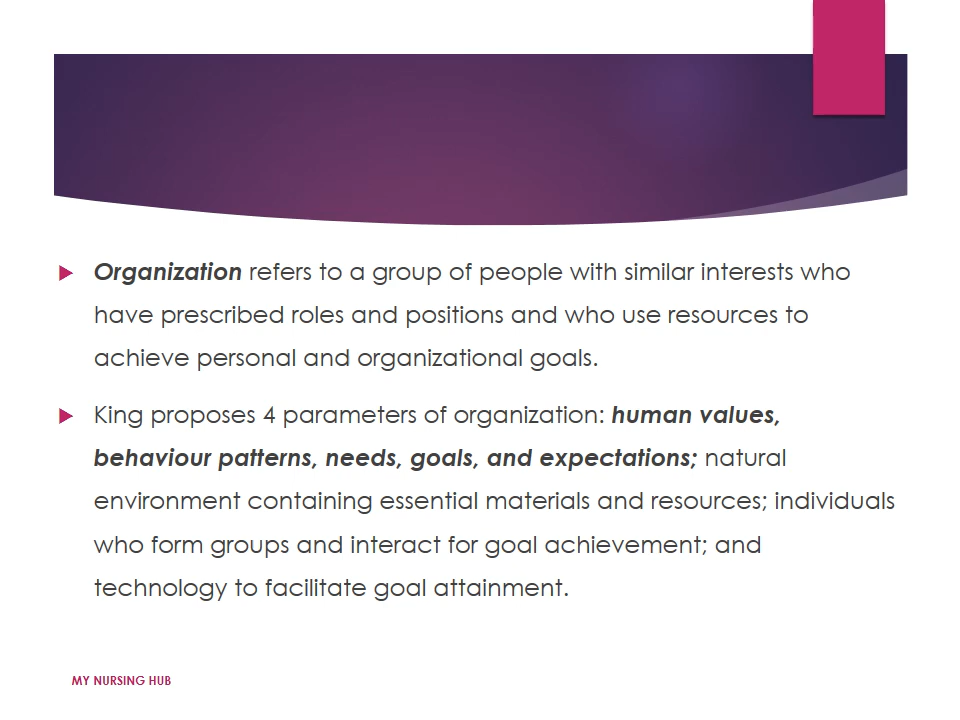 Organization refers to a group of people with similar interests who
have prescribed roles and positions and who use resources to
achieve personal and organizational goals.
King proposes 4 parameters of organization: human values,
behaviour patterns, needs, goals, and expectations; natural
environment containing essential materials and resources; individuals
who form groups and interact for goal achievement; and
technology to facilitate goal attainment.
MY NURSING HUB